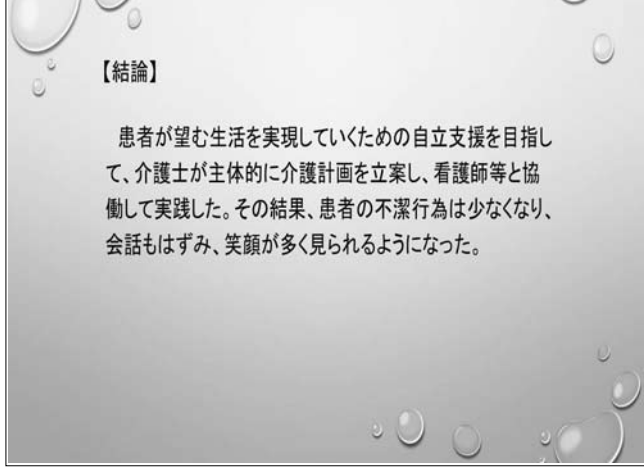 【結論】
患者が望む生活を実現していくための自立支援を目指し
て、介護士が主体的に介護計画を立案し、看護師等と協
働して実践した。その結果、患者の不潔行為は少なくなり、
会話もはずみ、笑顔が多く見られるようになった。